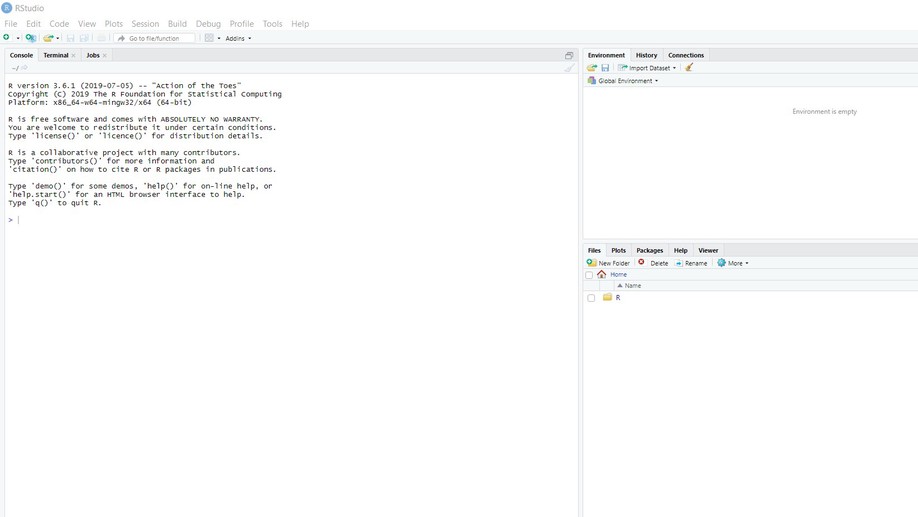 RStudio
File Edit Code View Plots Session Build Debug Profile Tools Help
Go to file/function Addins
Console Terminal Jobs
~/
R version 3.6.1 (2019-07-05) -- "Action of the Toes"
Copyright (C) 2019 The R Foundation for Statistical Computing
Platform: x86_64-w64-mingw32/x64 (64-bit)
R is free software and comes with ABSOLUTELY NO WARRANTY.
You are welcome to redistribute it under certain conditions.
Type 'license()' or 'licence()' for distribution details.
R is a collaborative project with many contributors.
Type 'contributors()' for more information and
'citation()' on how to cite R or R packages in publications.
Type 'demo()' for some demos, 'help()' for on-line help, or
'help.start()' for an HTML browser interface to help.
Type 'q()' to quit R.
>
Environment History Connections
Import Dataset
Global Environment
Environment is empty
Files Plots Packages Help Viewer
New Folder Delete Rename More
Home
Name
R